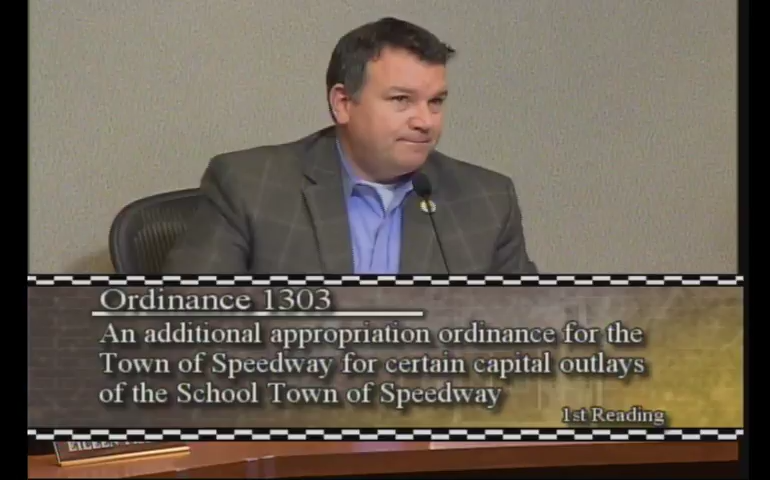 Ordinance 1303
An additional appropriation ordinance for the
Town of Speedway for certain capital outlays
of the School Town of Speedway
1st Reading
EILEEN